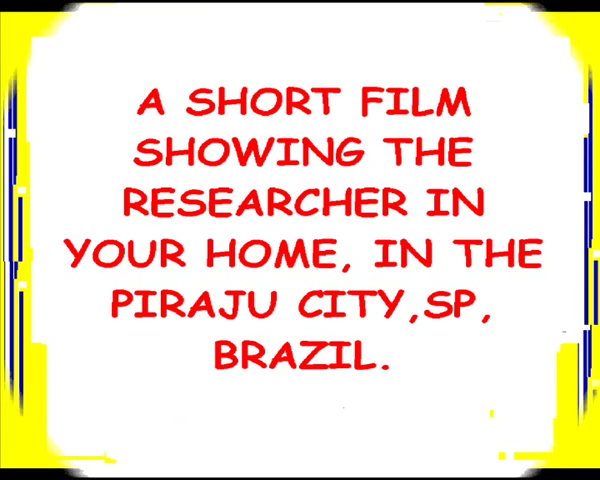 A SHORT FILM
SHOWING THE
RESEARCHER IN
YOUR HOME, IN THE
PIRAJU CITY,SP,
BRAZIL.